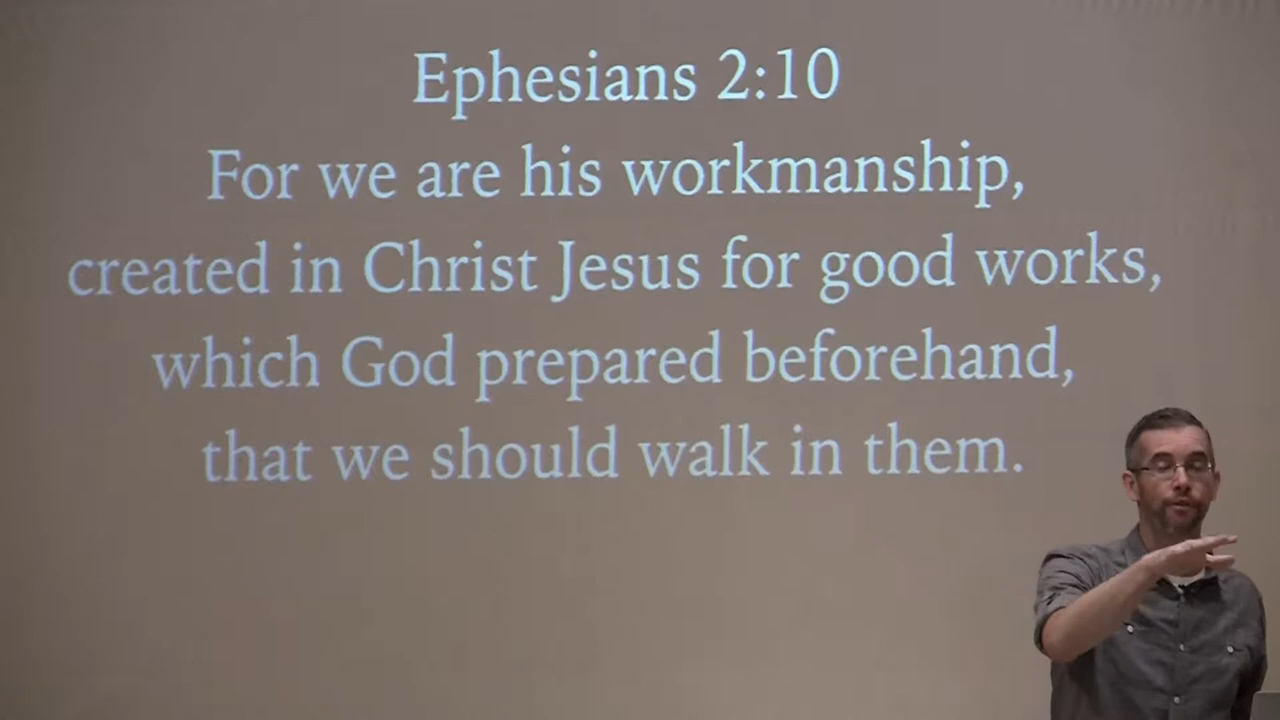 Ephesians 2:10
For we are his workmanship,
created in Christ Jesus for good works,
which God prepared beforehand,
that we should walk in them.